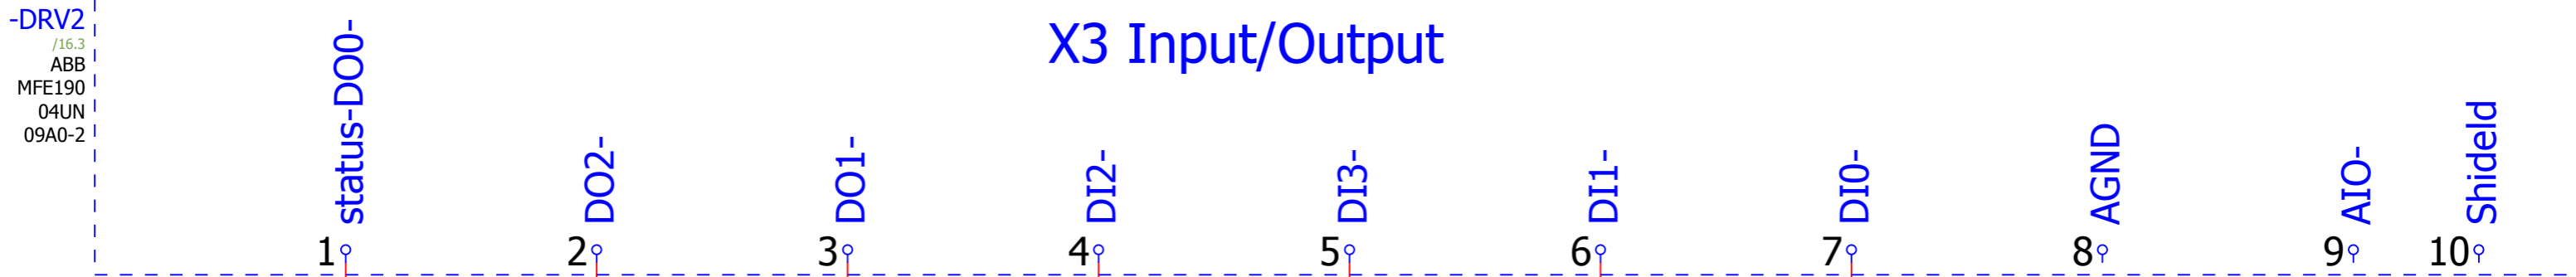 -DRV2
/16.3
ABB
MFE190
04UN
09A0-2
X3 Input/Output
status-DO0-
DO2-
DO1-
DI2-
DI3-
DI1-
DI0-
AGND
AIO-
Shideld
1
2
3
4
5
6
7
8
9
10